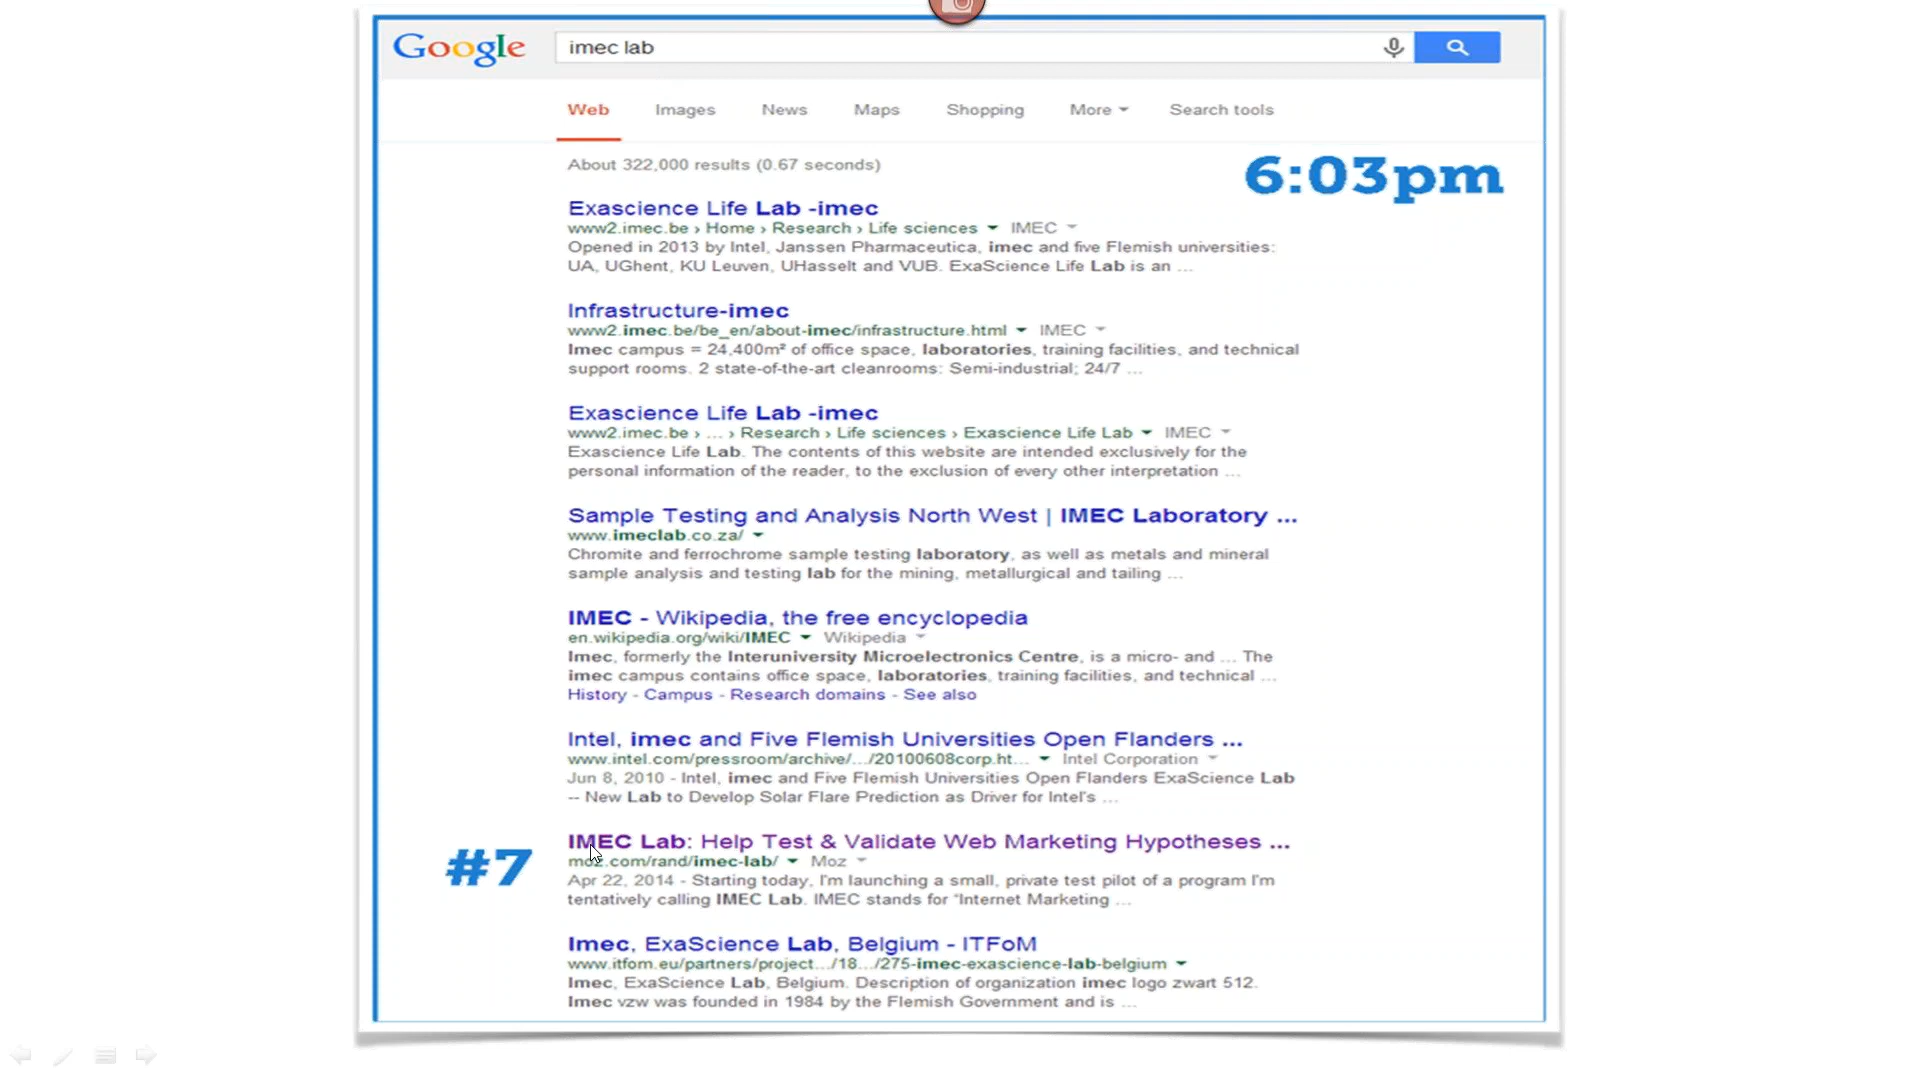 Google
imec lab
Web Images News Maps Shopping More Search tools
About 322,000 results (0.67 seconds)
6:03pm
Exascience Life Lab -imec
www2.imec.be › Home › Research › Life sciences IMEC
Opened in 2013 by Intel, Janssen Pharmaceutica, imec and five Flemish universities:
UA, UGhent, KU Leuven, UHasselt and VUB. ExaScience Life Lab is an ...
Infrastructure-imec
www2.imec.be/be_en/about-imec/infrastructure.html IMEC
Imec campus = 24,400m² of office space, laboratories, training facilities, and technical
support rooms. 2 state-of-the-art cleanrooms: Semi-industrial; 24/7 ...
Exascience Life Lab -imec
www2.imec.be › ... › Research › Life sciences › Exascience Life Lab IMEC
Exascience Life Lab. The contents of this website are intended exclusively for the
personal information of the reader, to the exclusion of every other interpretation ...
Sample Testing and Analysis North West | IMEC Laboratory ...
www.imeclab.co.za/
Chromite and ferrochrome sample testing laboratory, as well as metals and mineral
sample analysis and testing lab for the mining, metallurgical and tailing ...
IMEC - Wikipedia, the free encyclopedia
en.wikipedia.org/wiki/IMEC Wikipedia
Imec, formerly the Interuniversity Microelectronics Centre, is a micro- and ... The
imec campus contains office space, laboratories, training facilities, and technical ...
History - Campus - Research domains - See also
Intel, imec and Five Flemish Universities Open Flanders ...
www.intel.com/pressroom/archive/.../20100608corp.ht... Intel Corporation
Jun 8, 2010 - Intel, imec and Five Flemish Universities Open Flanders ExaScience Lab
-- New Lab to Develop Solar Flare Prediction as Driver for Intel's ...
#7
IMEC Lab: Help Test & Validate Web Marketing Hypotheses ...
moz.com/rand/imec-lab/ Moz
Apr 22, 2014 - Starting today, I'm launching a small, private test pilot of a program I'm
tentatively calling IMEC Lab. IMEC stands for “Internet Marketing ...
Imec, ExaScience Lab, Belgium - ITFoM
www.itfom.eu/partners/project.../18.../275-imec-exascience-lab-belgium
Imec, ExaScience Lab, Belgium. Description of organization imec logo zwart 512.
Imec vzw was founded in 1984 by the Flemish Government and is ...